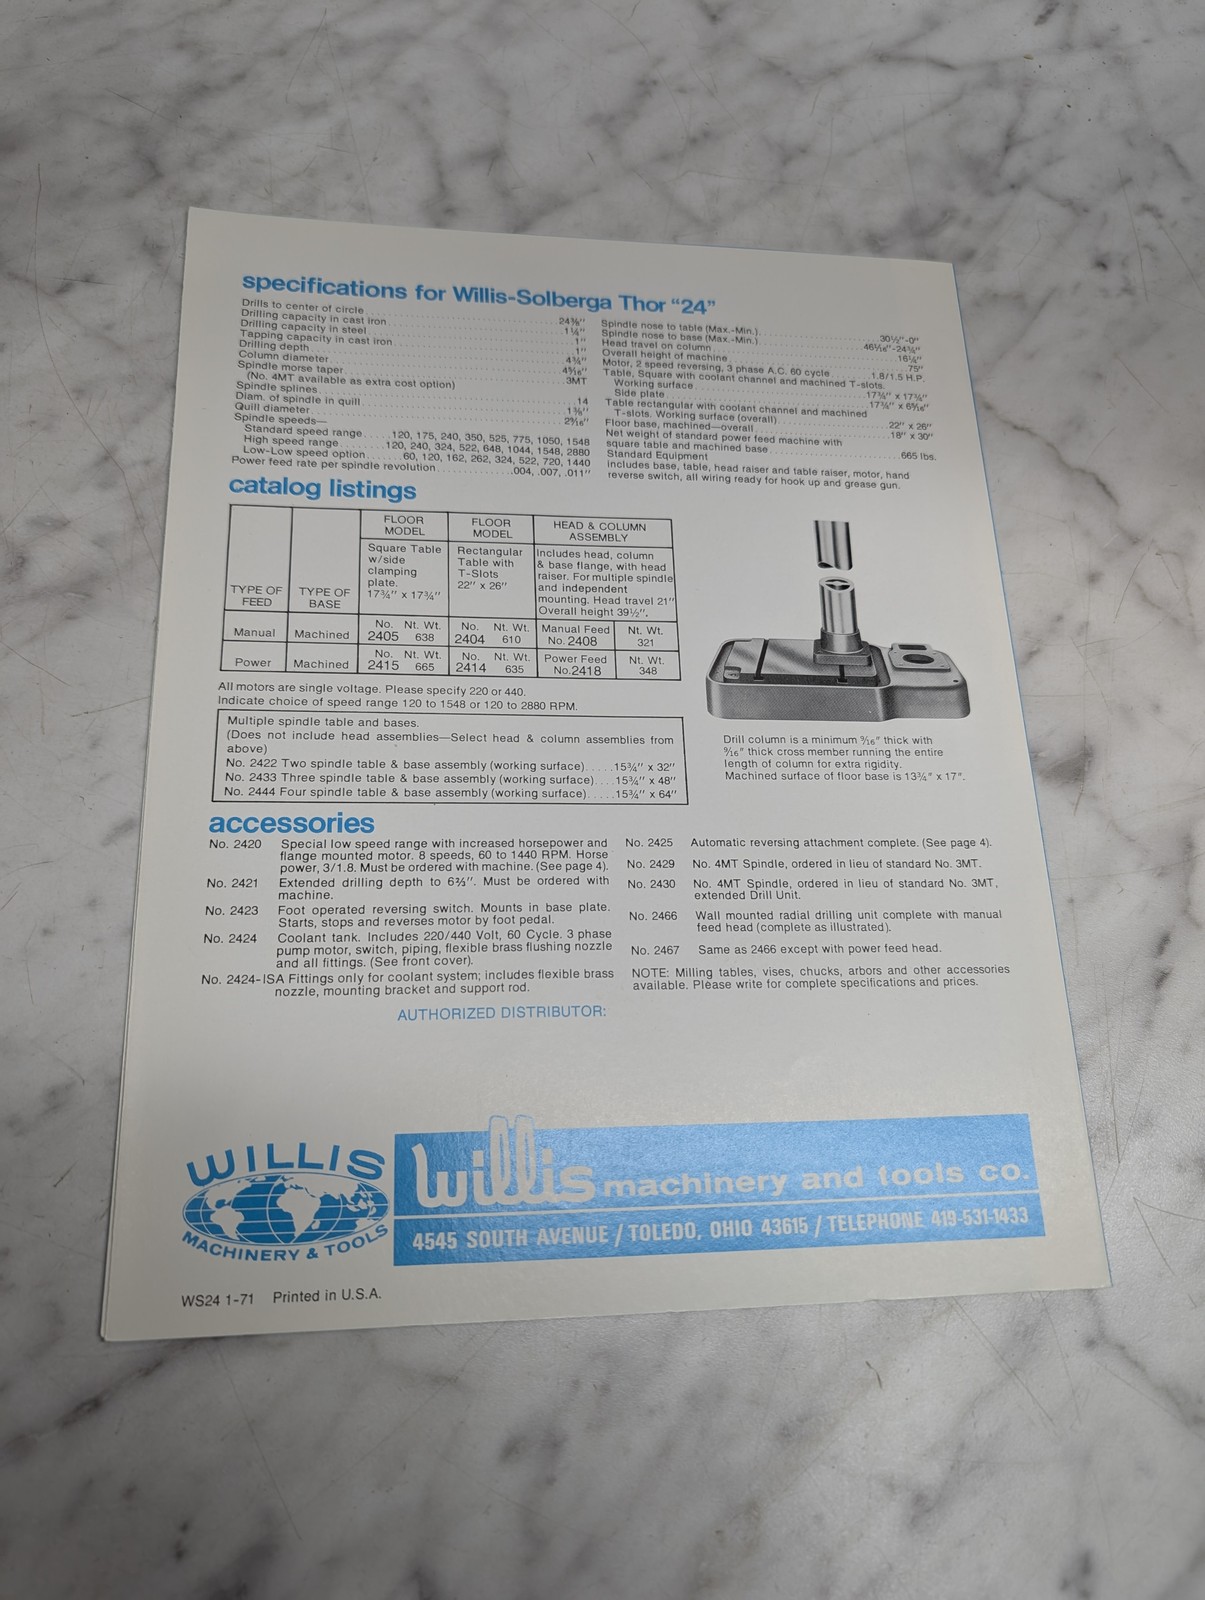 specifications for Willis-Solberga Thor “24”
Drills to center of circle 24⅜″
Drilling capacity in cast iron 1¼″
Drilling capacity in steel 1″
Tapping capacity in cast iron 1″
Drilling depth 4¾″
Column diameter
Spindle morse taper 3MT
(No. 4MT available as extra cost option)
Spindle splines 14
Diam. of spindle in quill 1⅜″
Quill diameter
Spindle speeds—
Standard speed range 120, 175, 240, 350, 525, 775, 1050, 1548
High speed range 120, 240, 324, 522, 648, 1044, 1548, 2880
Low-Low speed option 60, 120, 162, 262, 324, 522, 720, 1440
Power feed rate per spindle revolution .004, .007, .011″
Spindle nose to table (Max.-Min.) 30½″-0″
Spindle nose to base (Max.-Min.)
Head travel on column 16¼″
Overall height of machine 75″
Motor, 2 speed reversing, 3 phase A.C. 60 cycle 1.8/1.5 H.P.
Table, Square with coolant channel and machined T-slots.
Working surface 17¾″ x 17¾″
Side plate
Table rectangular with coolant channel and machined
T-slots. Working surface (overall) 22″ x 26″
Floor base, machined—overall 18″ x 30″
Net weight of standard power feed machine with
square table and machined base 665 lbs.
Standard Equipment
includes base, table, head raiser and table raiser, motor, hand
reverse switch, all wiring ready for hook up and grease gun.
catalog listings
TYPE OF FEED TYPE OF BASE FLOOR MODEL FLOOR MODEL HEAD & COLUMN ASSEMBLY
Square Table w/side clamping plate. 17¾″ x 17¾″
Rectangular Table with T-Slots 22″ x 26″
Includes head, column
& base flange, with head
raiser. For multiple spindle
and independent
mounting. Head travel 21″
Overall height 39½″.
Manual Machined No. 2405 Nt. Wt. 638 No. 2404 Nt. Wt. 610 Manual Feed No. 2408 Nt. Wt. 321
Power Machined No. 2415 Nt. Wt. 665 No. 2414 Nt. Wt. 635 Power Feed No.2418 Nt. Wt. 348
All motors are single voltage. Please specify 220 or 440.
Indicate choice of speed range 120 to 1548 or 120 to 2880 RPM.
Multiple spindle table and bases.
(Does not include head assemblies—Select head & column assemblies from
above)
No. 2422 Two spindle table & base assembly (working surface) .....15¾″ x 32″
No. 2433 Three spindle table & base assembly (working surface)....15¾″ x 48″
No. 2444 Four spindle table & base assembly (working surface).....15¾″ x 64″
Drill column is a minimum 9⁄16″ thick with
9⁄16″ thick cross member running the entire
length of column for extra rigidity.
Machined surface of floor base is 13¾″ x 17″.
accessories
No. 2420 Special low speed range with increased horsepower and
flange mounted motor. 8 speeds, 60 to 1440 RPM. Horse
power, 3/1.8. Must be ordered with machine. (See page 4).
No. 2421 Extended drilling depth to 6⅔″. Must be ordered with
machine.
No. 2423 Foot operated reversing switch. Mounts in base plate.
Starts, stops and reverses motor by foot pedal.
No. 2424 Coolant tank. Includes 220/440 Volt, 60 Cycle. 3 phase
pump motor, switch, piping, flexible brass flushing nozzle
and all fittings. (See front cover).
No. 2424-ISA Fittings only for coolant system; includes flexible brass
nozzle, mounting bracket and support rod.
No. 2425 Automatic reversing attachment complete. (See page 4).
No. 2429 No. 4MT Spindle, ordered in lieu of standard No. 3MT.
No. 2430 No. 4MT Spindle, ordered in lieu of standard No. 3MT,
extended Drill Unit.
No. 2466 Wall mounted radial drilling unit complete with manual
feed head (complete as illustrated).
No. 2467 Same as 2466 except with power feed head.
NOTE: Milling tables, vises, chucks, arbors and other accessories
available. Please write for complete specifications and prices.
AUTHORIZED DISTRIBUTOR:
WILLIS
MACHINERY & TOOLS
willis machinery and tools co.
4545 SOUTH AVENUE / TOLEDO, OHIO 43615 / TELEPHONE 419-531-1433
WS24 1-71 Printed in U.S.A.